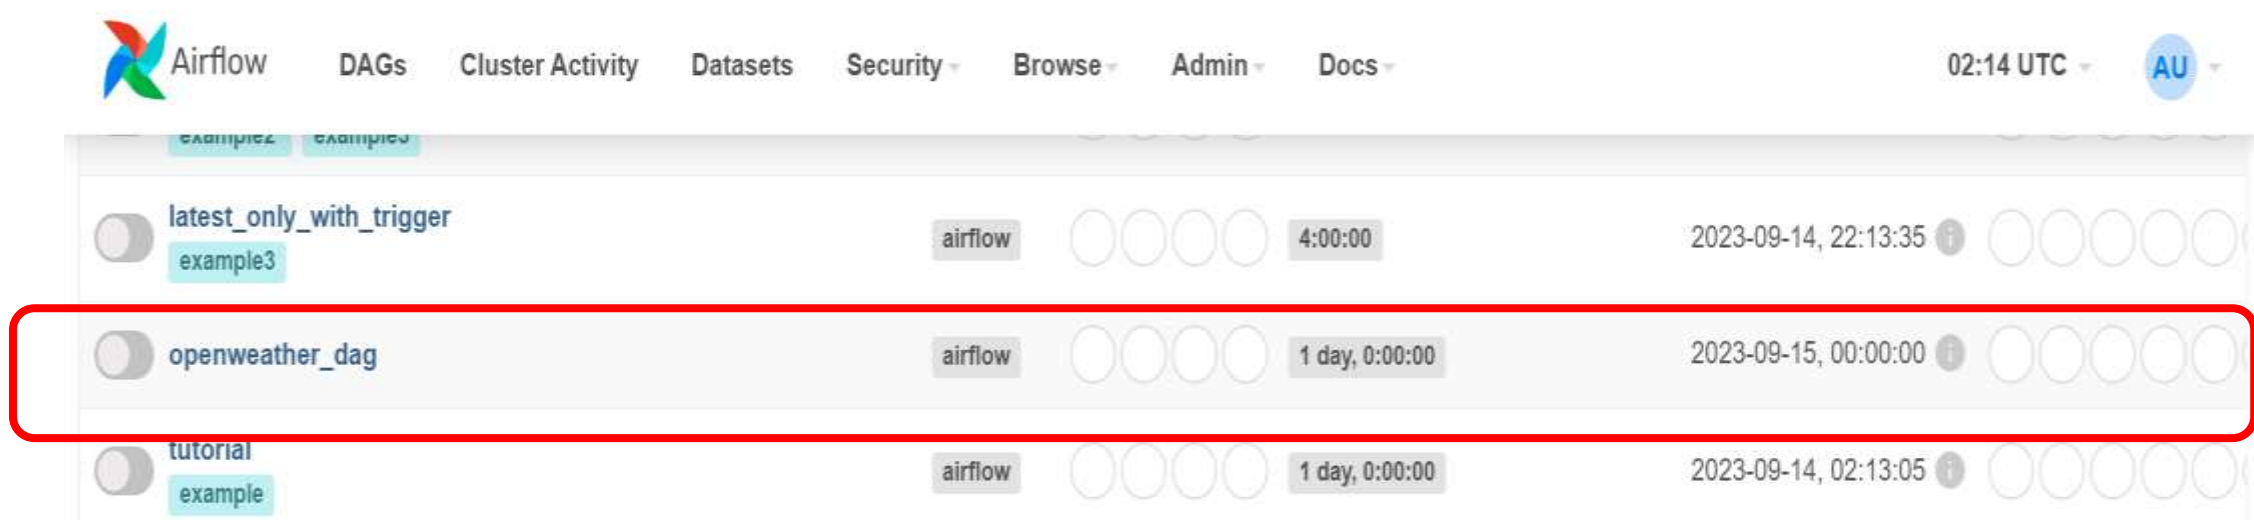 Airflow DAGs Cluster Activity Datasets Security Browse Admin Docs 02:14 UTC AU
example2 example3
latest_only_with_trigger
example3
airflow 4:00:00 2023-09-14, 22:13:35
openweather_dag airflow 1 day, 0:00:00 2023-09-15, 00:00:00
tutorial
example
airflow 1 day, 0:00:00 2023-09-14, 02:13:05